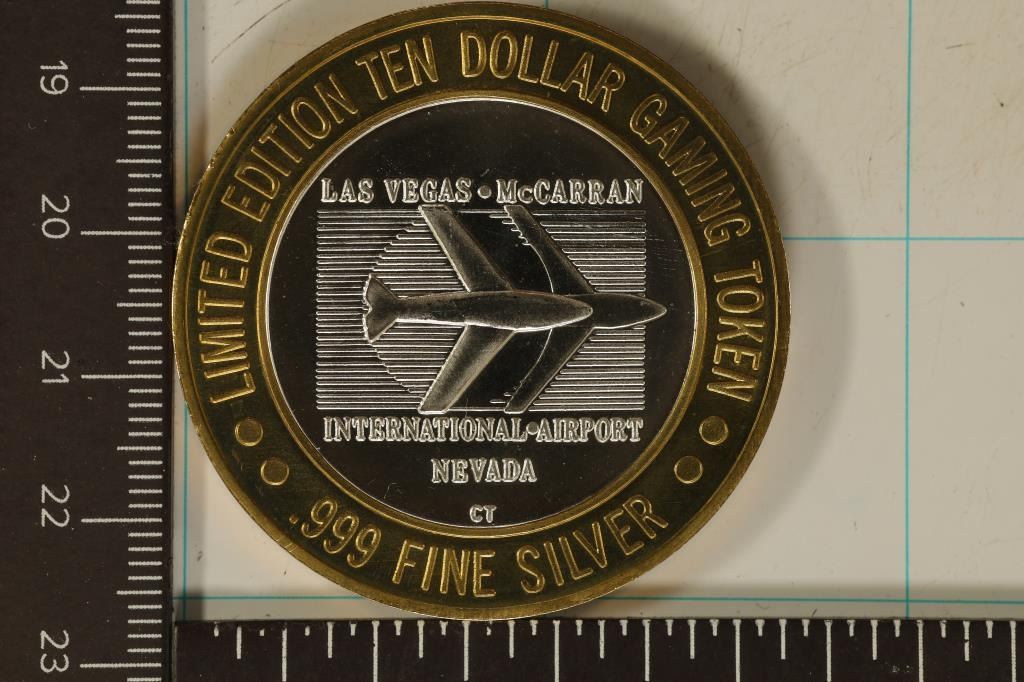 LIMITED EDITION TEN DOLLAR GAMING TOKEN
LAS VEGAS • McCARRAN
INTERNATIONAL • AIRPORT
NEVADA
CT
.999 FINE SILVER
19
20
21
22
23